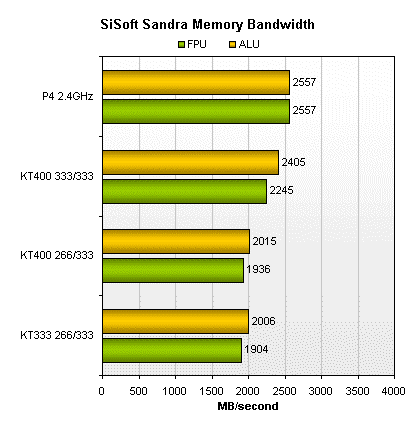 SiSoft Sandra Memory Bandwidth
FPU ALU
P4 2.4GHz
2557
2557
KT400 333/333
2405
2245
KT400 266/333
2015
1936
KT333 266/333
2006
1904
0 500 1000 1500 2000 2500 3000 3500 4000
MB/second